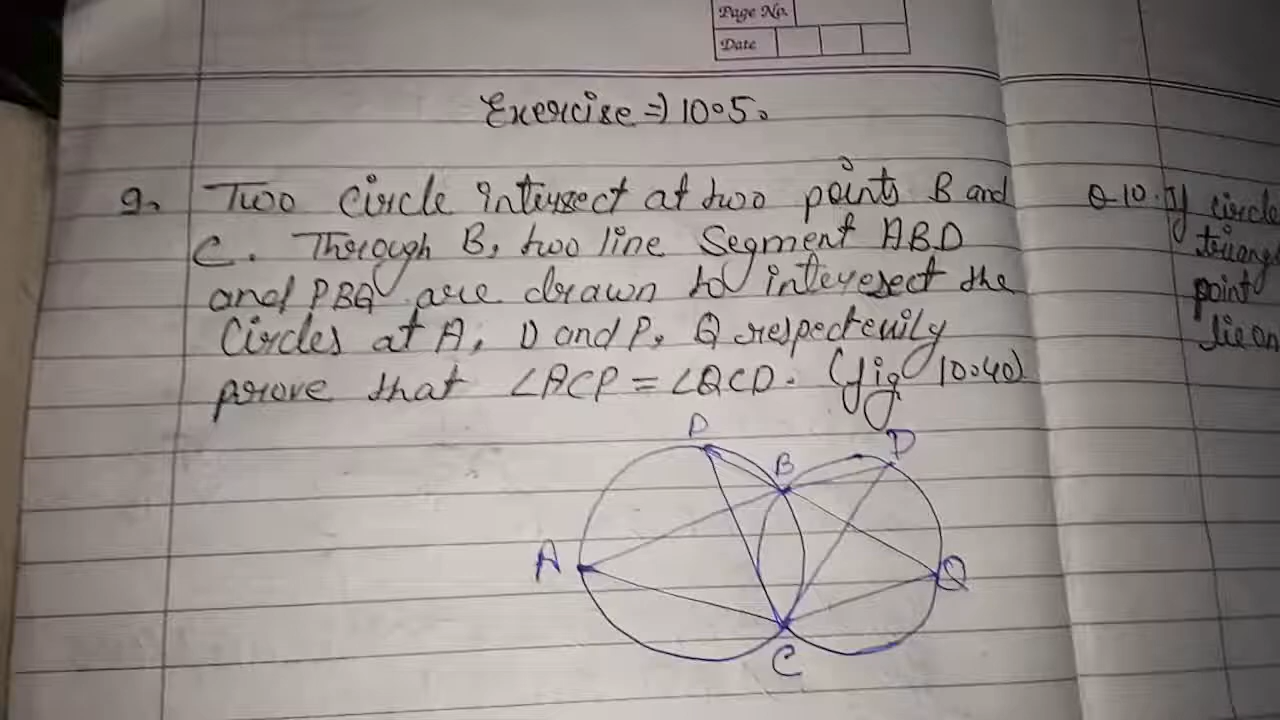 Page No.
Date
Exercise ⇒ 10.5.
9. Two circle intersect at two points B and
C. Through B, two line Segment ABD
and PBQ are drawn to intersect the
Circles at A, D and P, Q respecteuily
prove that ∠ACP = ∠QCD. (fig 10.40)
P
B
D
A
Q
C
Q 10. If circle
triang
point
lie on